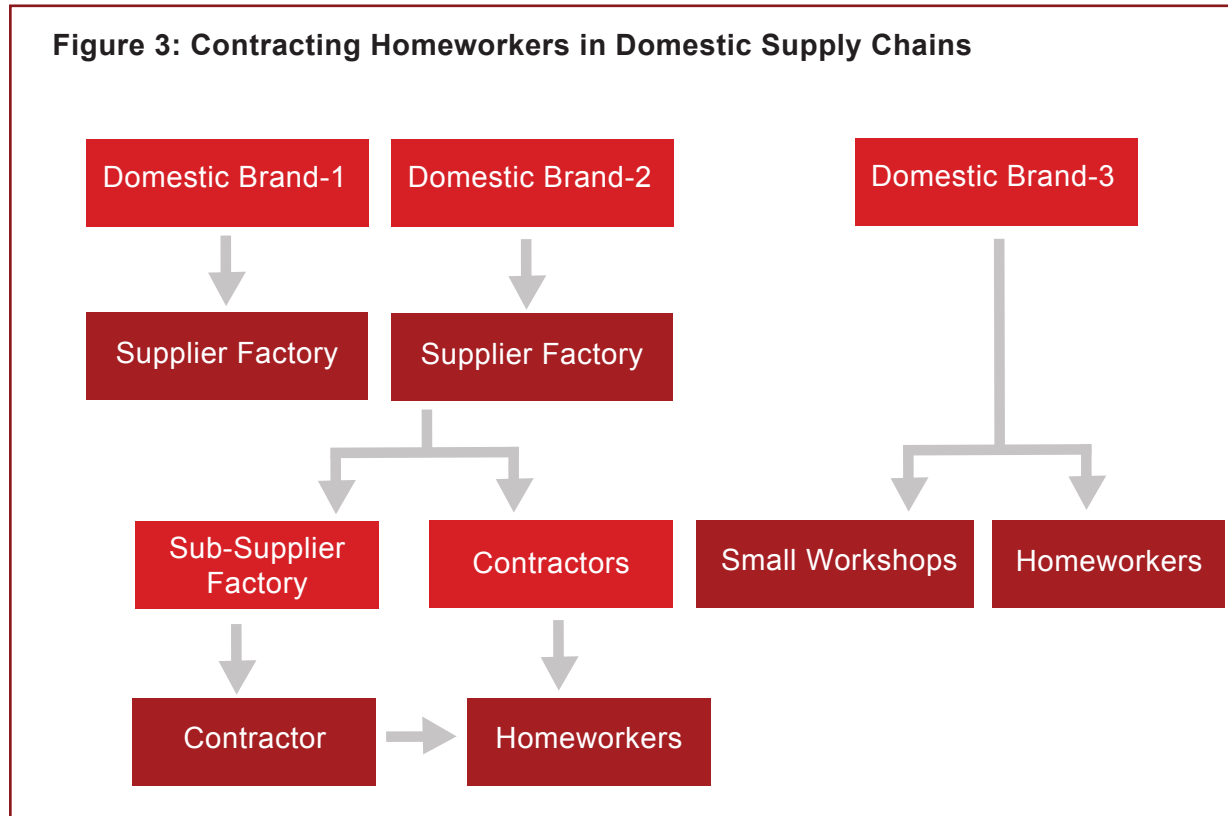 Figure 3: Contracting Homeworkers in Domestic Supply Chains
Domestic Brand-1
Domestic Brand-2
Domestic Brand-3
Supplier Factory
Supplier Factory
Sub-Supplier
Factory
Contractors
Small Workshops
Homeworkers
Contractor
Homeworkers